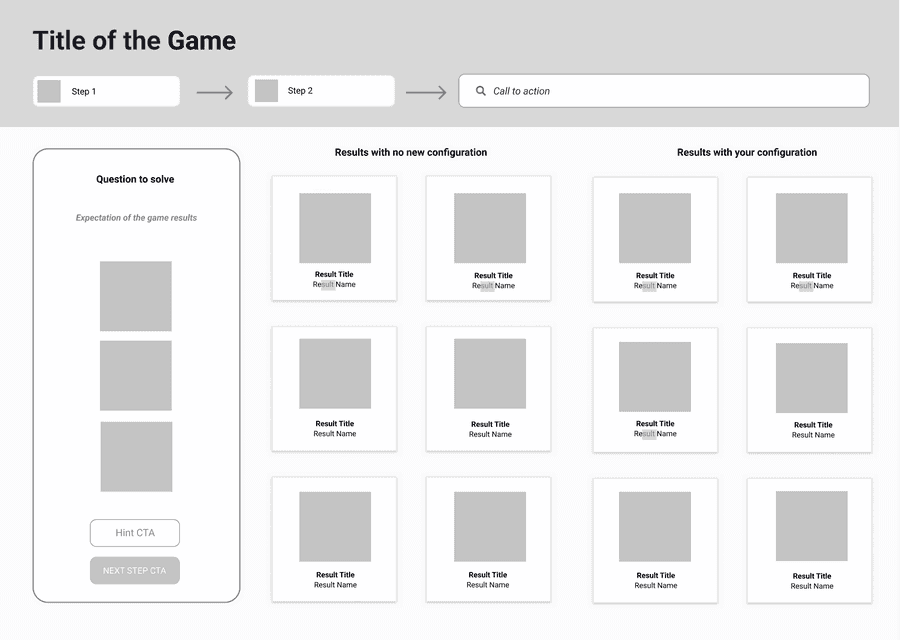 Title of the Game
Step 1
Step 2
Call to action
Question to solve
Expectation of the game results
Hint CTA
NEXT STEP CTA
Results with no new configuration
Result Title
Result Name
Result Title
Result Name
Result Title
Result Name
Result Title
Result Name
Result Title
Result Name
Result Title
Result Name
Results with your configuration
Result Title
Result Name
Result Title
Result Name
Result Title
Result Name
Result Title
Result Name
Result Title
Result Name
Result Title
Result Name